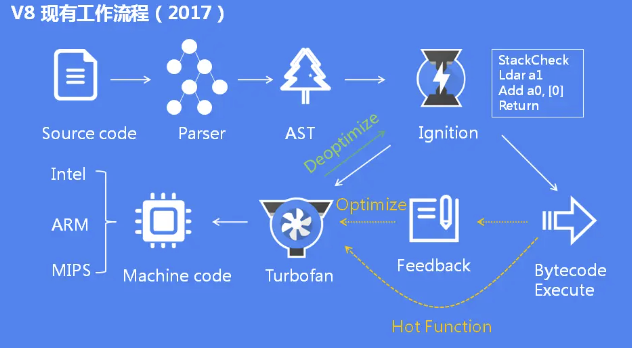 V8 现有工作流程（2017）
StackCheck
Ldar a1
Add a0, [0]
Return
Source code
Parser
AST
Ignition
Deoptimize
Intel
ARM
MIPS
Optimize
Machine code
Turbofan
Feedback
Bytecode
Execute
Hot Function